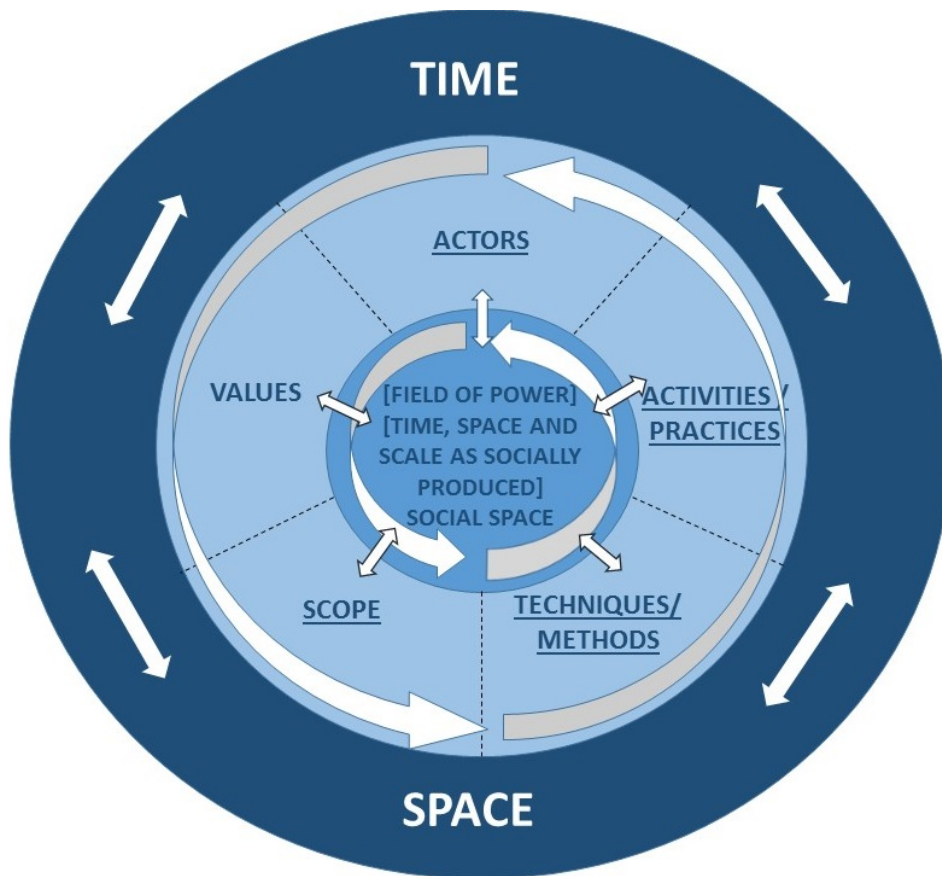 TIME
ACTORS
VALUES
[FIELD OF POWER]
[TIME, SPACE AND
SCALE AS SOCIALLY
PRODUCED]
SOCIAL SPACE
ACTIVITIES /
PRACTICES
SCOPE
TECHNIQUES/
METHODS
SPACE